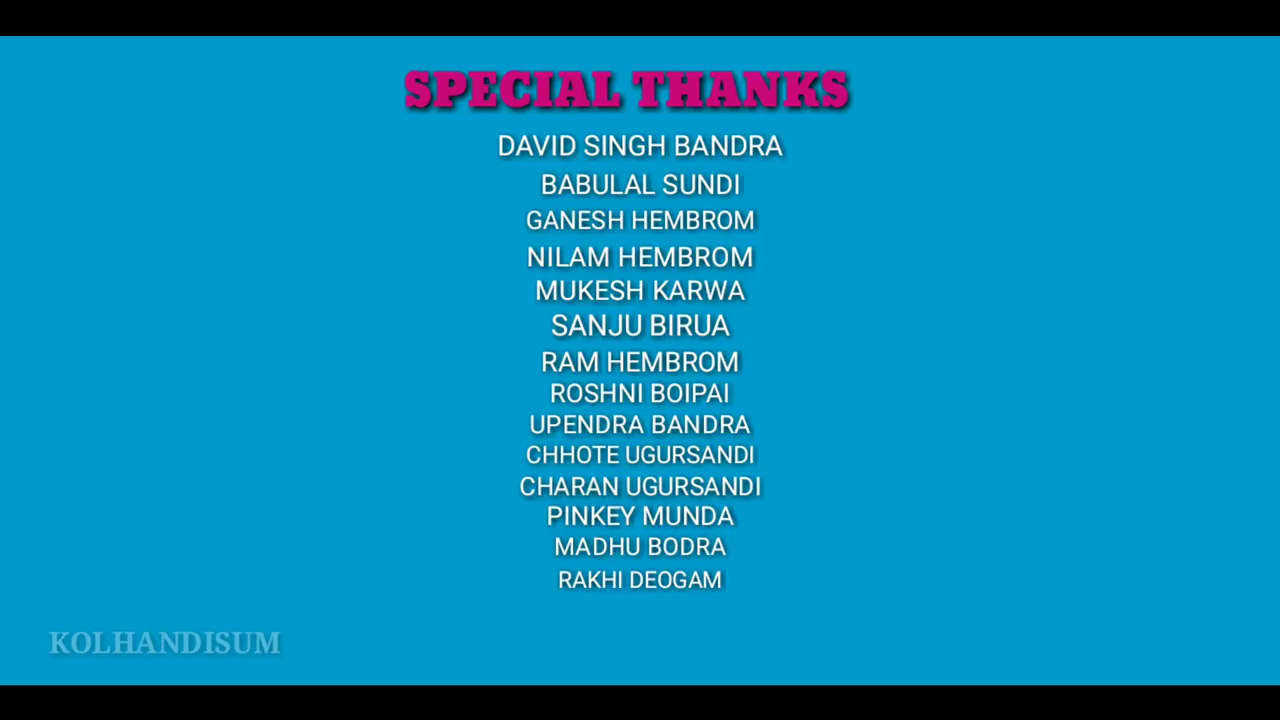 SPECIAL THANKS
DAVID SINGH BANDRA
BABULAL SUNDI
GANESH HEMBROM
NILAM HEMBROM
MUKESH KARWA
SANJU BIRUA
RAM HEMBROM
ROSHNI BOIPAI
UPENDRA BANDRA
CHHOTE UGURSANDI
CHARAN UGURSANDI
PINKEY MUNDA
MADHU BODRA
RAKHI DEOGAM
KOLHANDISUM